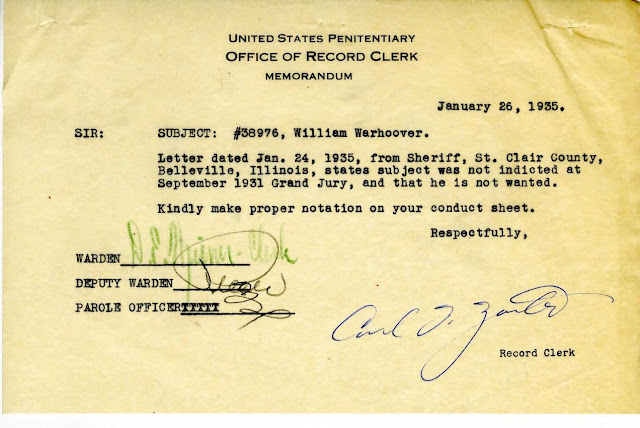 UNITED STATES PENITENTIARY
OFFICE OF RECORD CLERK
MEMORANDUM
January 26, 1935.
SIR: SUBJECT: #38976, William Warhoover.
Letter dated Jan. 24, 1935, from Sheriff, St. Clair County,
Belleville, Illinois, states subject was not indicted at
September 1931 Grand Jury, and that he is not wanted.
Kindly make proper notation on your conduct sheet.
Respectfully,
WARDEN
DEPUTY WARDEN
PAROLE OFFICER
Record Clerk